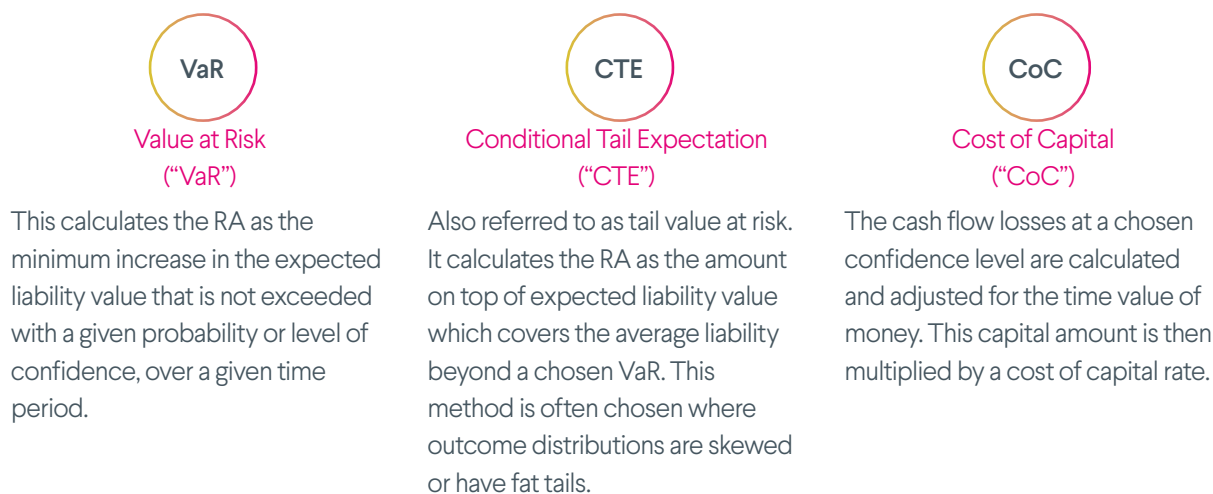 VaR
Value at Risk
(“VaR”)
This calculates the RA as the
minimum increase in the expected
liability value that is not exceeded
with a given probability or level of
confidence, over a given time
period.
CTE
Conditional Tail Expectation
(“CTE”)
Also referred to as tail value at risk.
It calculates the RA as the amount
on top of expected liability value
which covers the average liability
beyond a chosen VaR. This
method is often chosen where
outcome distributions are skewed
or have fat tails.
CoC
Cost of Capital
(“CoC”)
The cash flow losses at a chosen
confidence level are calculated
and adjusted for the time value of
money. This capital amount is then
multiplied by a cost of capital rate.